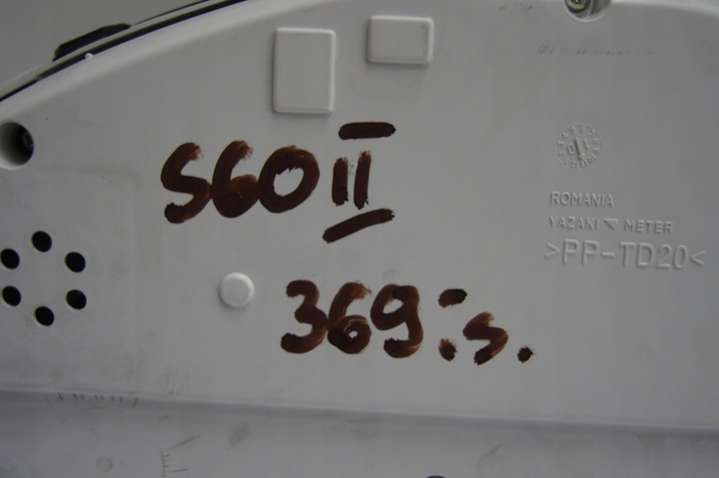 S60 II
369:s.
ROMANIA
YAZAKI METER
>PP-TD20<